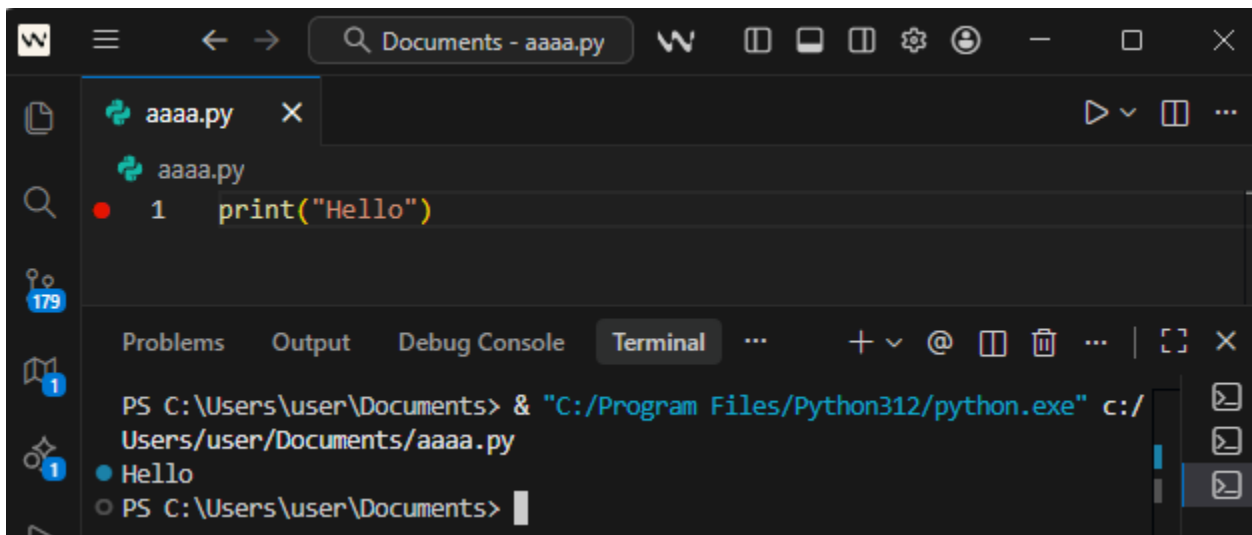 Documents - aaaa.py
aaaa.py
aaaa.py
1 print("Hello")
179
1
1
Problems Output Debug Console Terminal
PS C:\Users\user\Documents> & "C:/Program Files/Python312/python.exe" c:/
Users/user/Documents/aaaa.py
Hello
PS C:\Users\user\Documents>